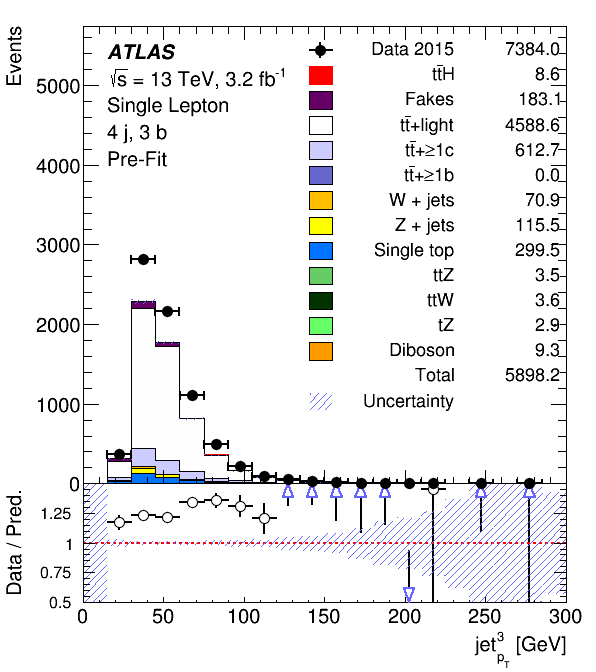 Events
ATLAS
√s = 13 TeV, 3.2 fb⁻¹
Single Lepton
4 j, 3 b
Pre-Fit
Data 2015 7384.0
tt̄H 8.6
Fakes 183.1
tt̄+light 4588.6
tt̄+≥1c 612.7
tt̄+≥1b 0.0
W + jets 70.9
Z + jets 115.5
Single top 299.5
ttZ 3.5
ttW 3.6
tZ 2.9
Diboson 9.3
Total 5898.2
Uncertainty
5000
4000
3000
2000
1000
0
Data / Pred.
1.25
1
0.75
0.5
0 50 100 150 200 250 300
jet³pT [GeV]